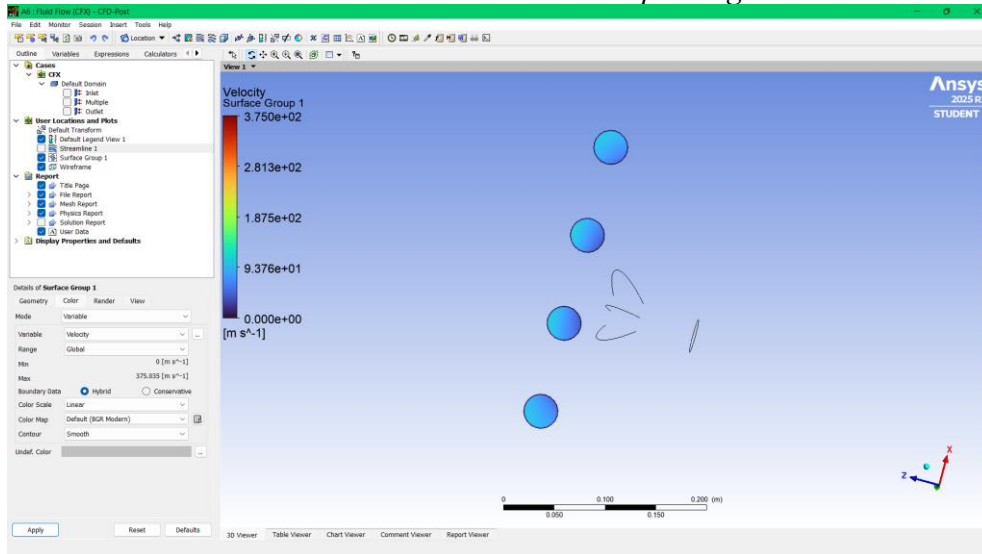 A6 : Fluid Flow (CFX) - CFD-Post
File Edit Monitor Session Insert Tools Help
Location
Outline Variables Expressions Calculators
View 1
Cases
CFX
Default Domain
Inlet
Multiple
Outlet
User Locations and Plots
Default Transform
Default Legend View 1
Streamline 1
Surface Group 1
Wireframe
Report
Title Page
File Report
Mesh Report
Physics Report
Solution Report
User Data
Display Properties and Defaults
Details of Surface Group 1
Geometry Color Render View
Mode Variable
Variable Velocity
Range Global
Min 0 [m s^-1]
Max 375.035 [m s^-1]
Boundary Data Hybrid Conservative
Color Scale Linear
Color Map Default (BGR Modern)
Contour Smooth
Undef. Color
Apply Reset Defaults
Velocity
Surface Group 1
3.750e+02
2.813e+02
1.875e+02
9.376e+01
0.000e+00
[m s^-1]
Ansys
2025 R
STUDENT
X
Z
0 0.100 0.200 (m)
0.050 0.150
3D Viewer Table Viewer Chart Viewer Comment Viewer Report Viewer